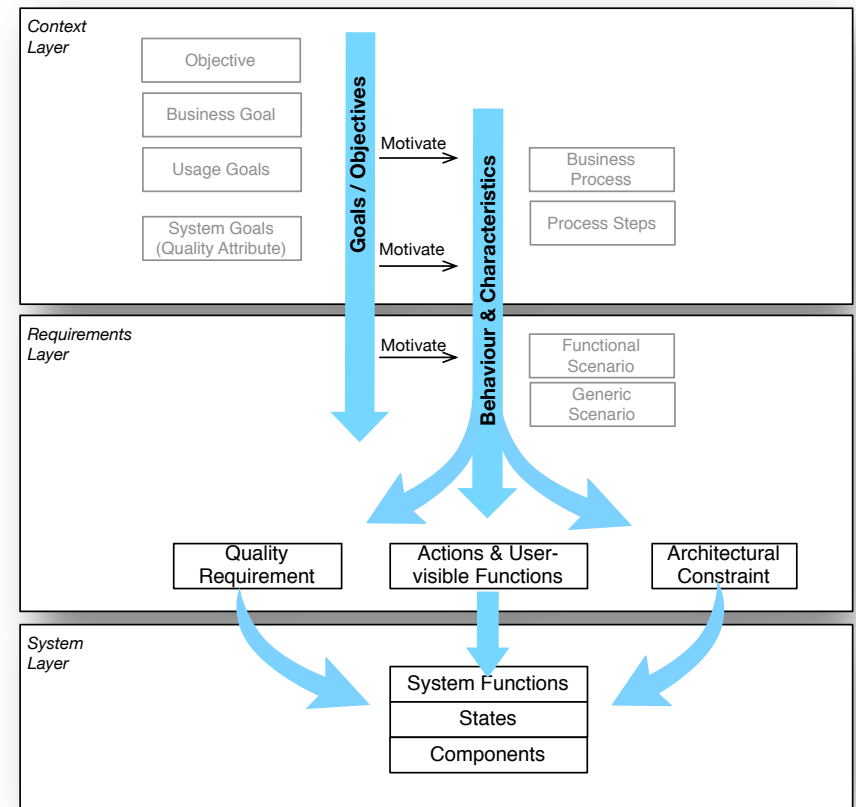 Context
Layer
Objective
Business Goal
Usage Goals
System Goals
(Quality Attribute)
Goals / Objectives
Motivate
Motivate
Behaviour & Characteristics
Business
Process
Process Steps
Requirements
Layer
Motivate
Functional
Scenario
Generic
Scenario
Quality
Requirement
Actions & User-
visible Functions
Architectural
Constraint
System
Layer
System Functions
States
Components